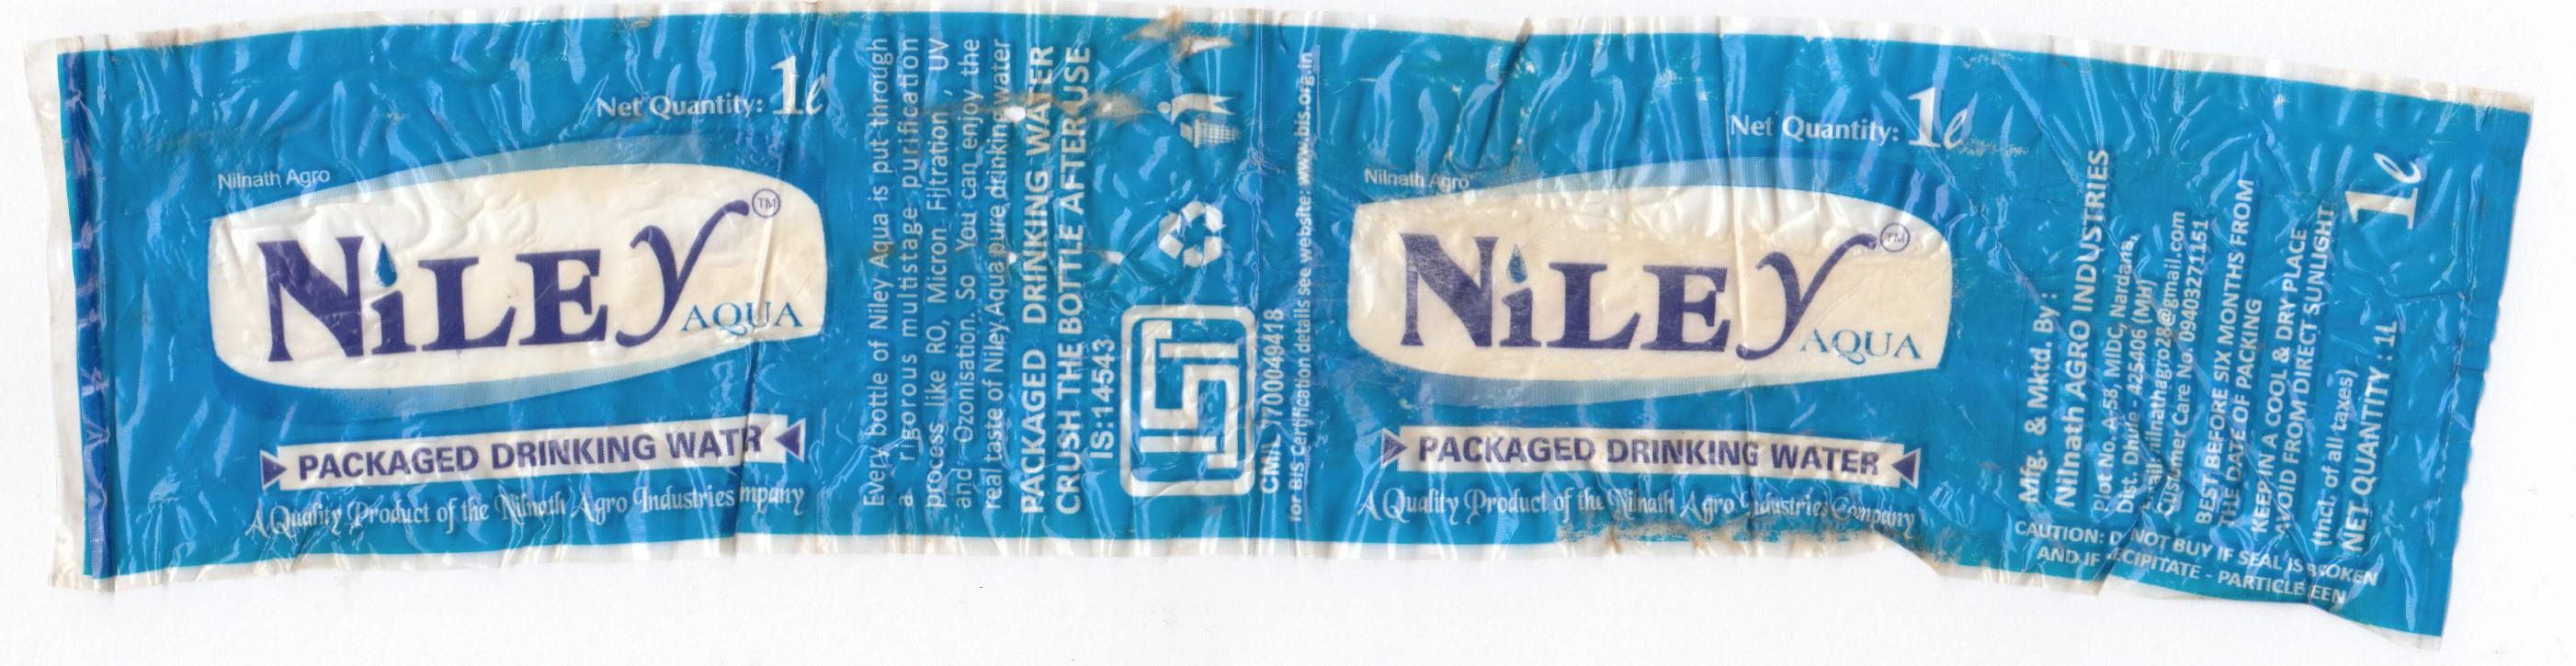 Net Quantity: 1ℓ
Nilnath Agro
NiLEy TM
AQUA
PACKAGED DRINKING WATR
A Quality Product of the Nilnath Agro Industries mpany
Every bottle of Niley Aqua is put through
a rigorous multistage purification
process like RO, Micron Filtration, UV
and Ozonisation. So You can enjoy the
real taste of Niley Aqua pure drinking water
PACKAGED DRINKING WATER
CRUSH THE BOTTLE AFTER USE
IS:14543
CM/L 7700049418
for BIS Certification details see website: www.bis.org.in
Net Quantity: 1ℓ
Nilnath Agro
NiLEy TM
AQUA
PACKAGED DRINKING WATER
A Quality Product of the Nilnath Agro Industries Company
Mfg. & Mktd. By :
Nilnath AGRO INDUSTRIES
Plot No. A-58, MIDC, Nardana,
Dist. Dhule - 425406 (MH)
nilnathagro28@gmail.com
Customer Care No. 09403271151
BEST BEFORE SIX MONTHS FROM
THE DATE OF PACKING
KEEP IN A COOL & DRY PLACE
AVOID FROM DIRECT SUNLIGHT
(Incl. of all taxes)
NET QUANTITY : 1L
1ℓ
CAUTION: D NOT BUY IF SEAL IS BROKEN
AND IF ECIPITATE - PARTICLE EEN